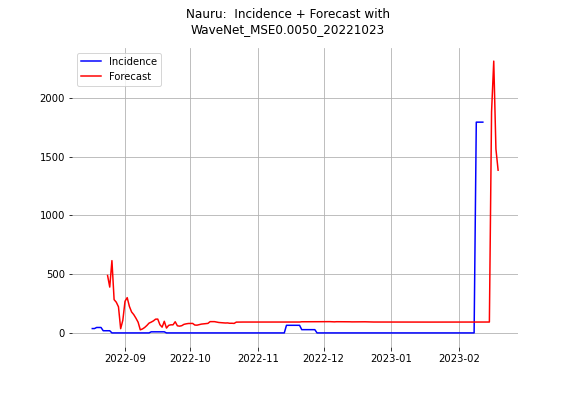 Nauru:  Incidence + Forecast with
WaveNet_MSE0.0050_20221023
Incidence
Forecast
2000
1500
1000
500
0
2022-09
2022-10
2022-11
2022-12
2023-01
2023-02